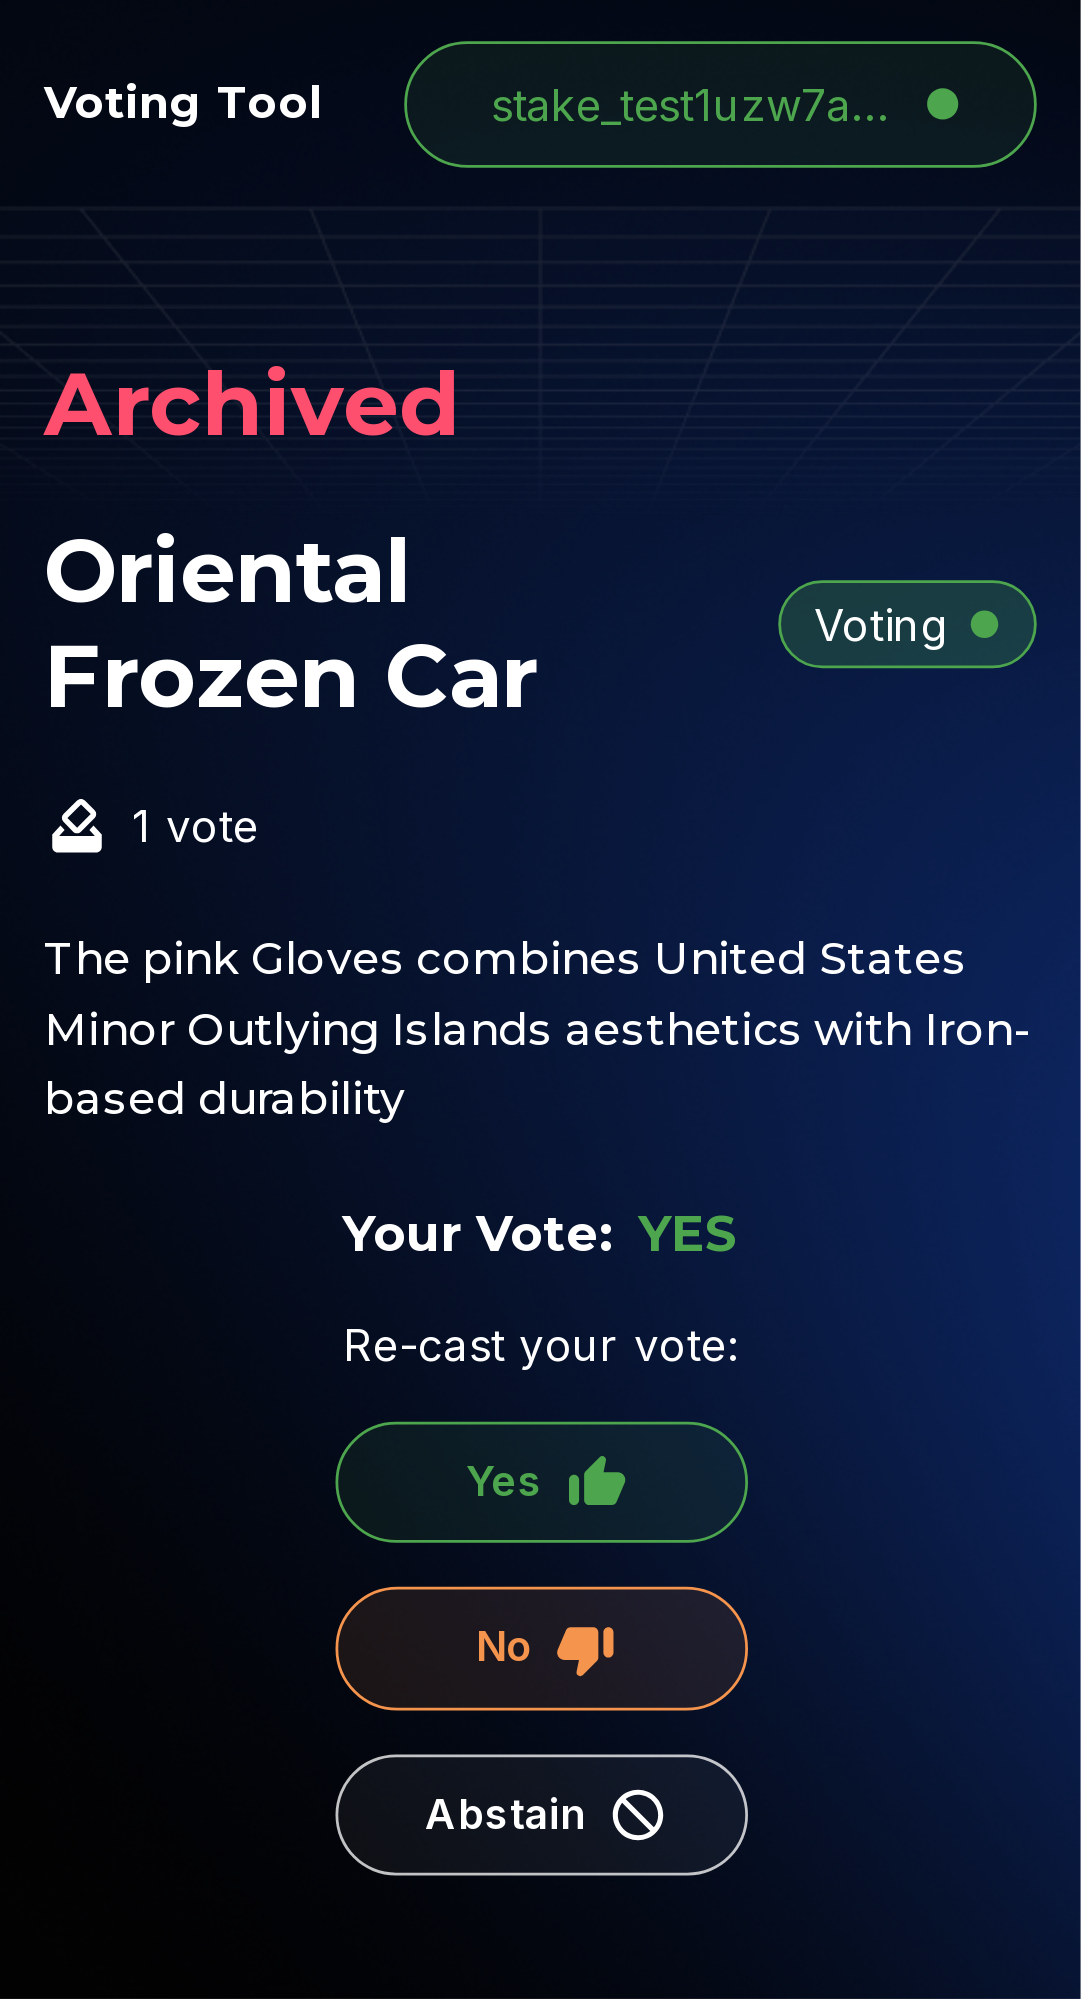 Voting Tool
stake_test1uzw7a...
Archived
Oriental
Frozen Car
Voting
1 vote
The pink Gloves combines United States
Minor Outlying Islands aesthetics with Iron-
based durability
Your Vote: YES
Re-cast your vote:
Yes
No
Abstain